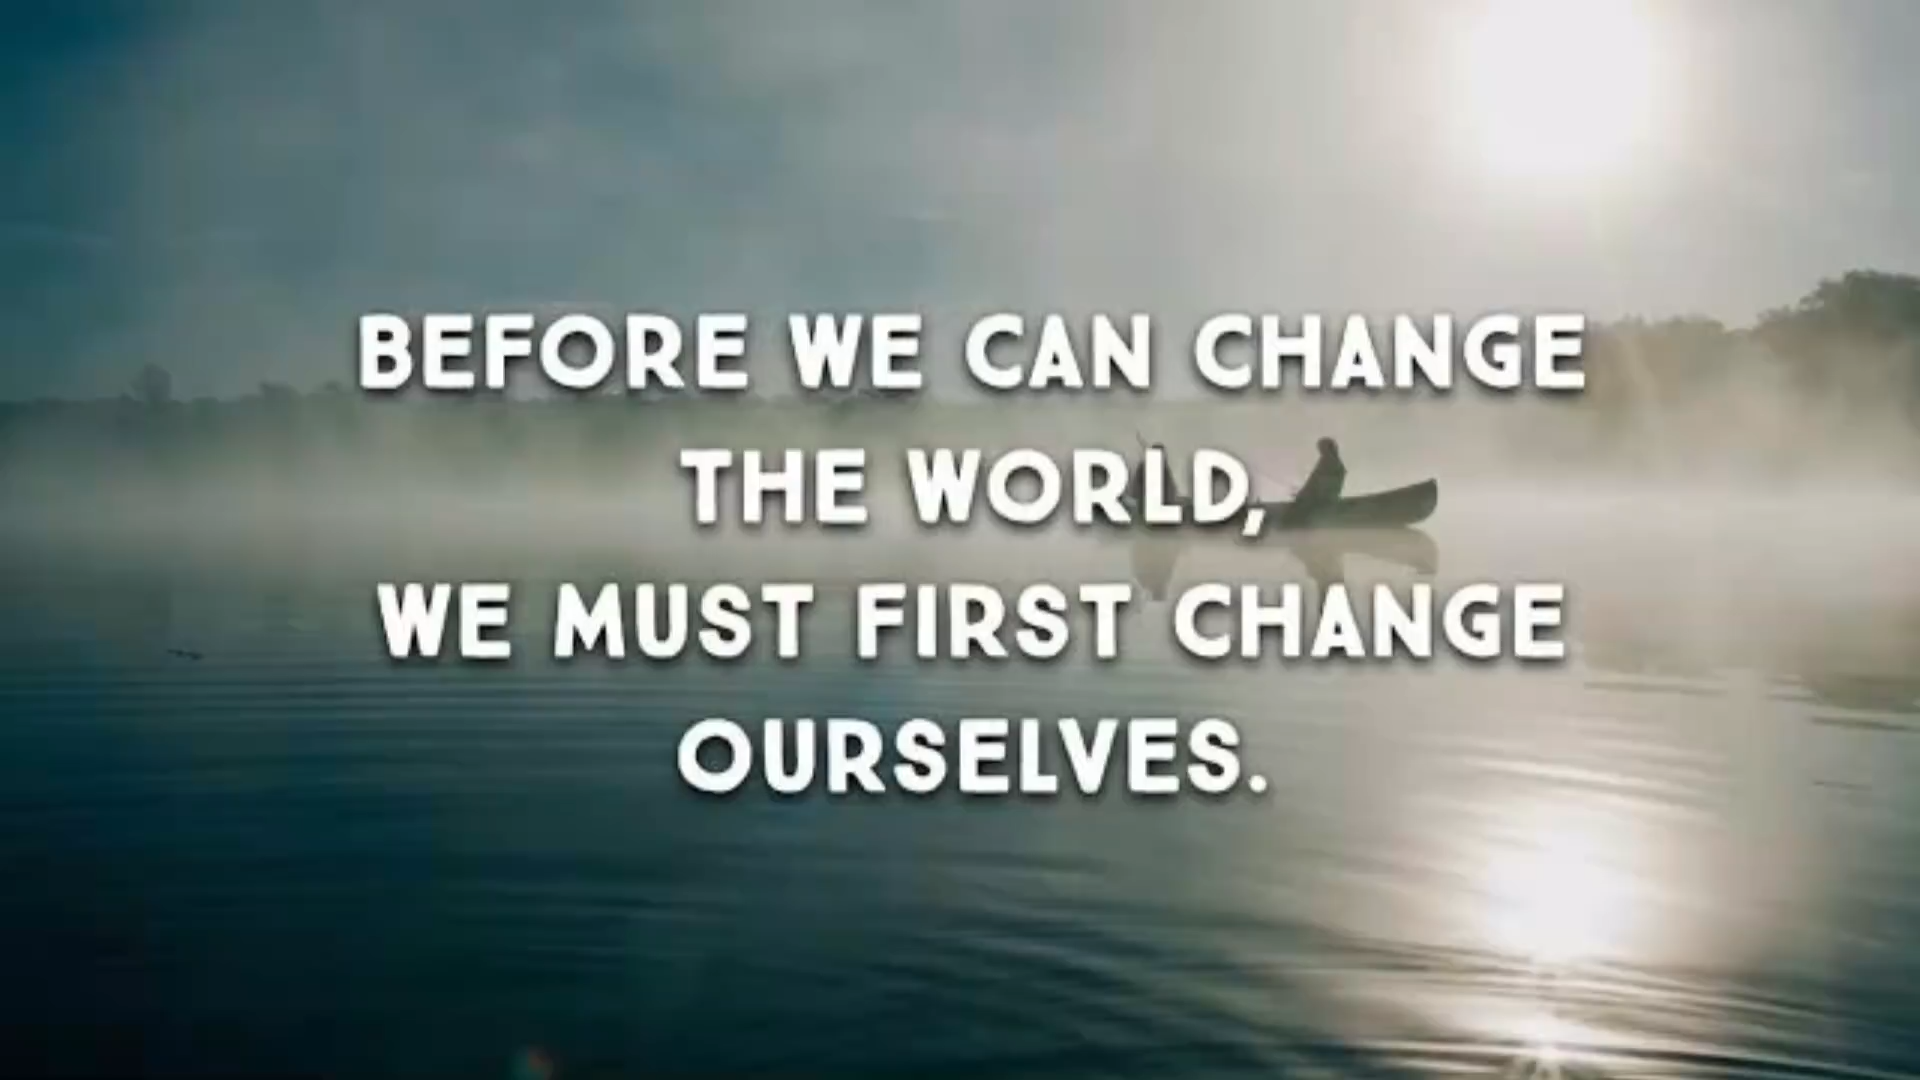 BEFORE WE CAN CHANGE
THE WORLD,
WE MUST FIRST CHANGE
OURSELVES.